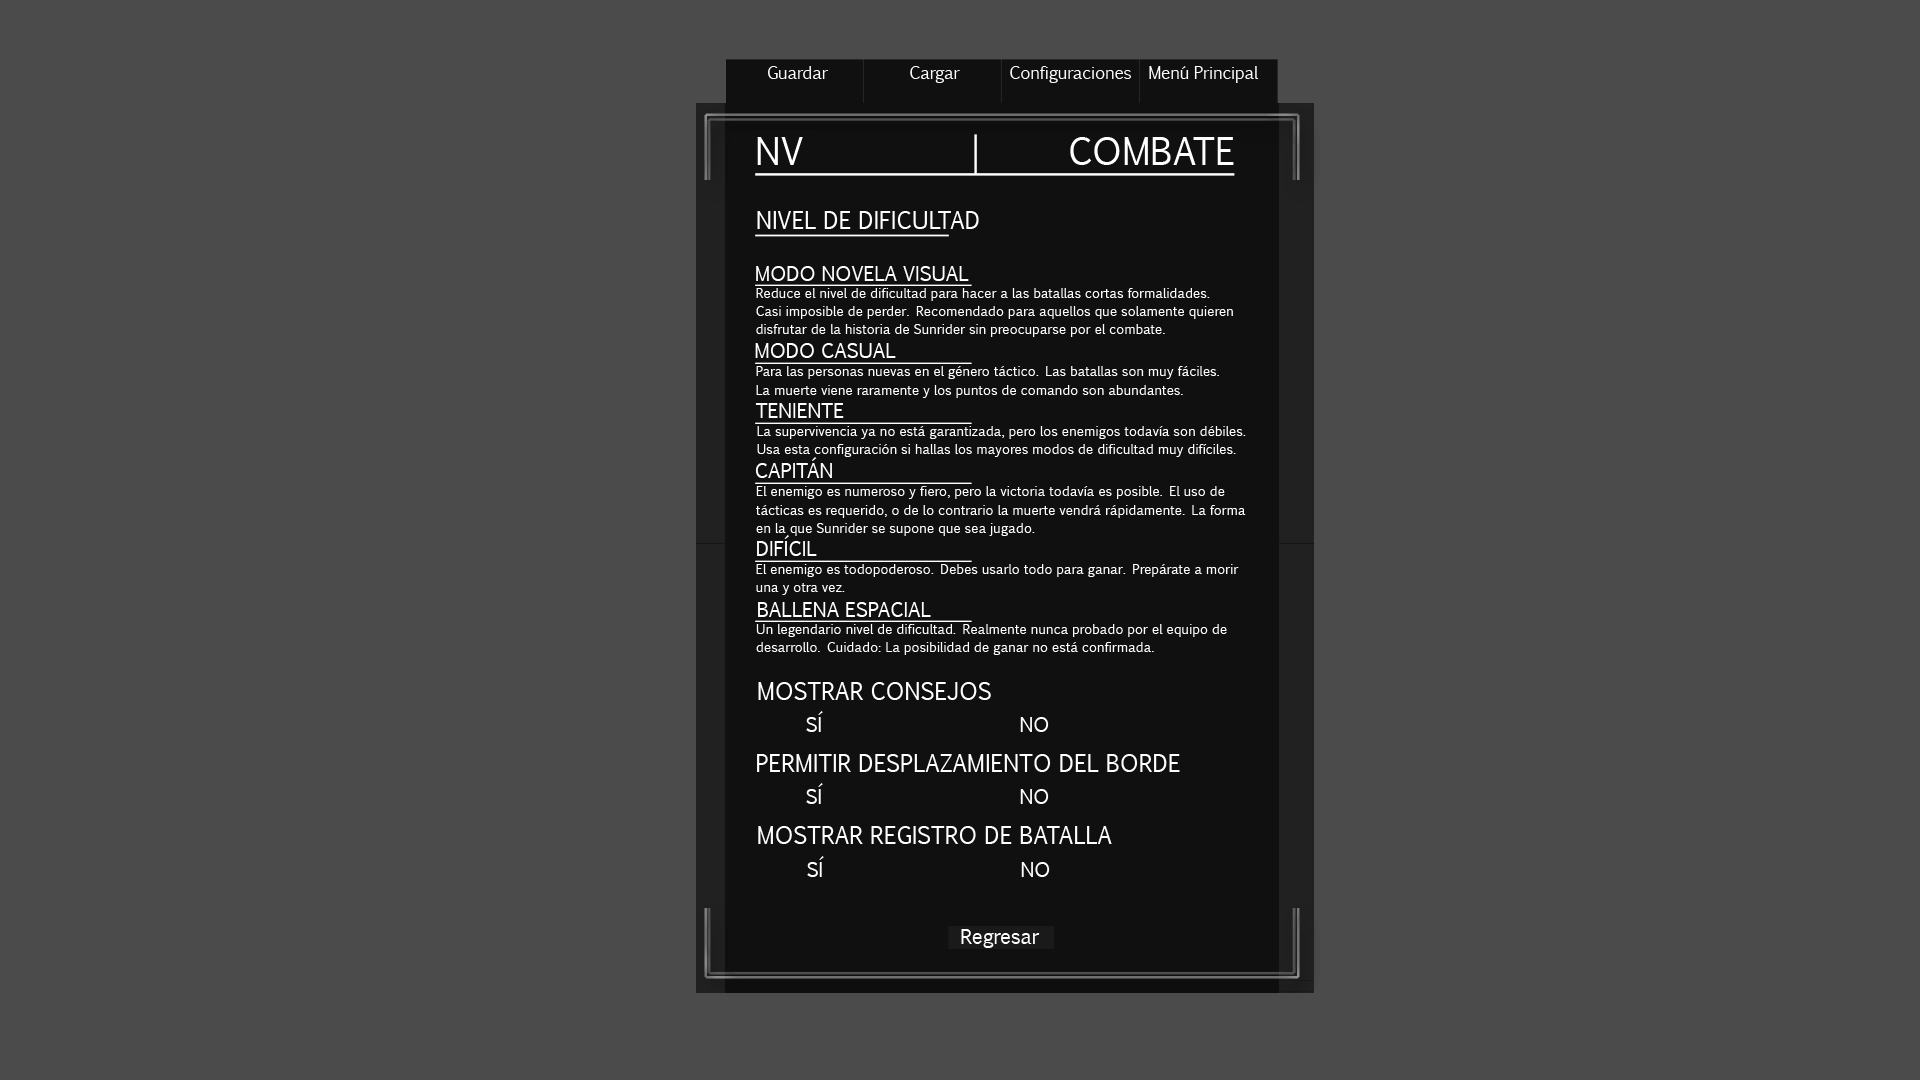 Guardar Cargar Configuraciones Menú Principal
NV | COMBATE
NIVEL DE DIFICULTAD
MODO NOVELA VISUAL
Reduce el nivel de dificultad para hacer a las batallas cortas formalidades.
Casi imposible de perder. Recomendado para aquellos que solamente quieren
disfrutar de la historia de Sunrider sin preocuparse por el combate.
MODO CASUAL
Para las personas nuevas en el género táctico. Las batallas son muy fáciles.
La muerte viene raramente y los puntos de comando son abundantes.
TENIENTE
La supervivencia ya no está garantizada, pero los enemigos todavía son débiles.
Usa esta configuración si hallas los mayores modos de dificultad muy difíciles.
CAPITÁN
El enemigo es numeroso y fiero, pero la victoria todavía es posible. El uso de
tácticas es requerido, o de lo contrario la muerte vendrá rápidamente. La forma
en la que Sunrider se supone que sea jugado.
DIFÍCIL
El enemigo es todopoderoso. Debes usarlo todo para ganar. Prepárate a morir
una y otra vez.
BALLENA ESPACIAL
Un legendario nivel de dificultad. Realmente nunca probado por el equipo de
desarrollo. Cuidado: La posibilidad de ganar no está confirmada.
MOSTRAR CONSEJOS
SÍ NO
PERMITIR DESPLAZAMIENTO DEL BORDE
SÍ NO
MOSTRAR REGISTRO DE BATALLA
SÍ NO
Regresar